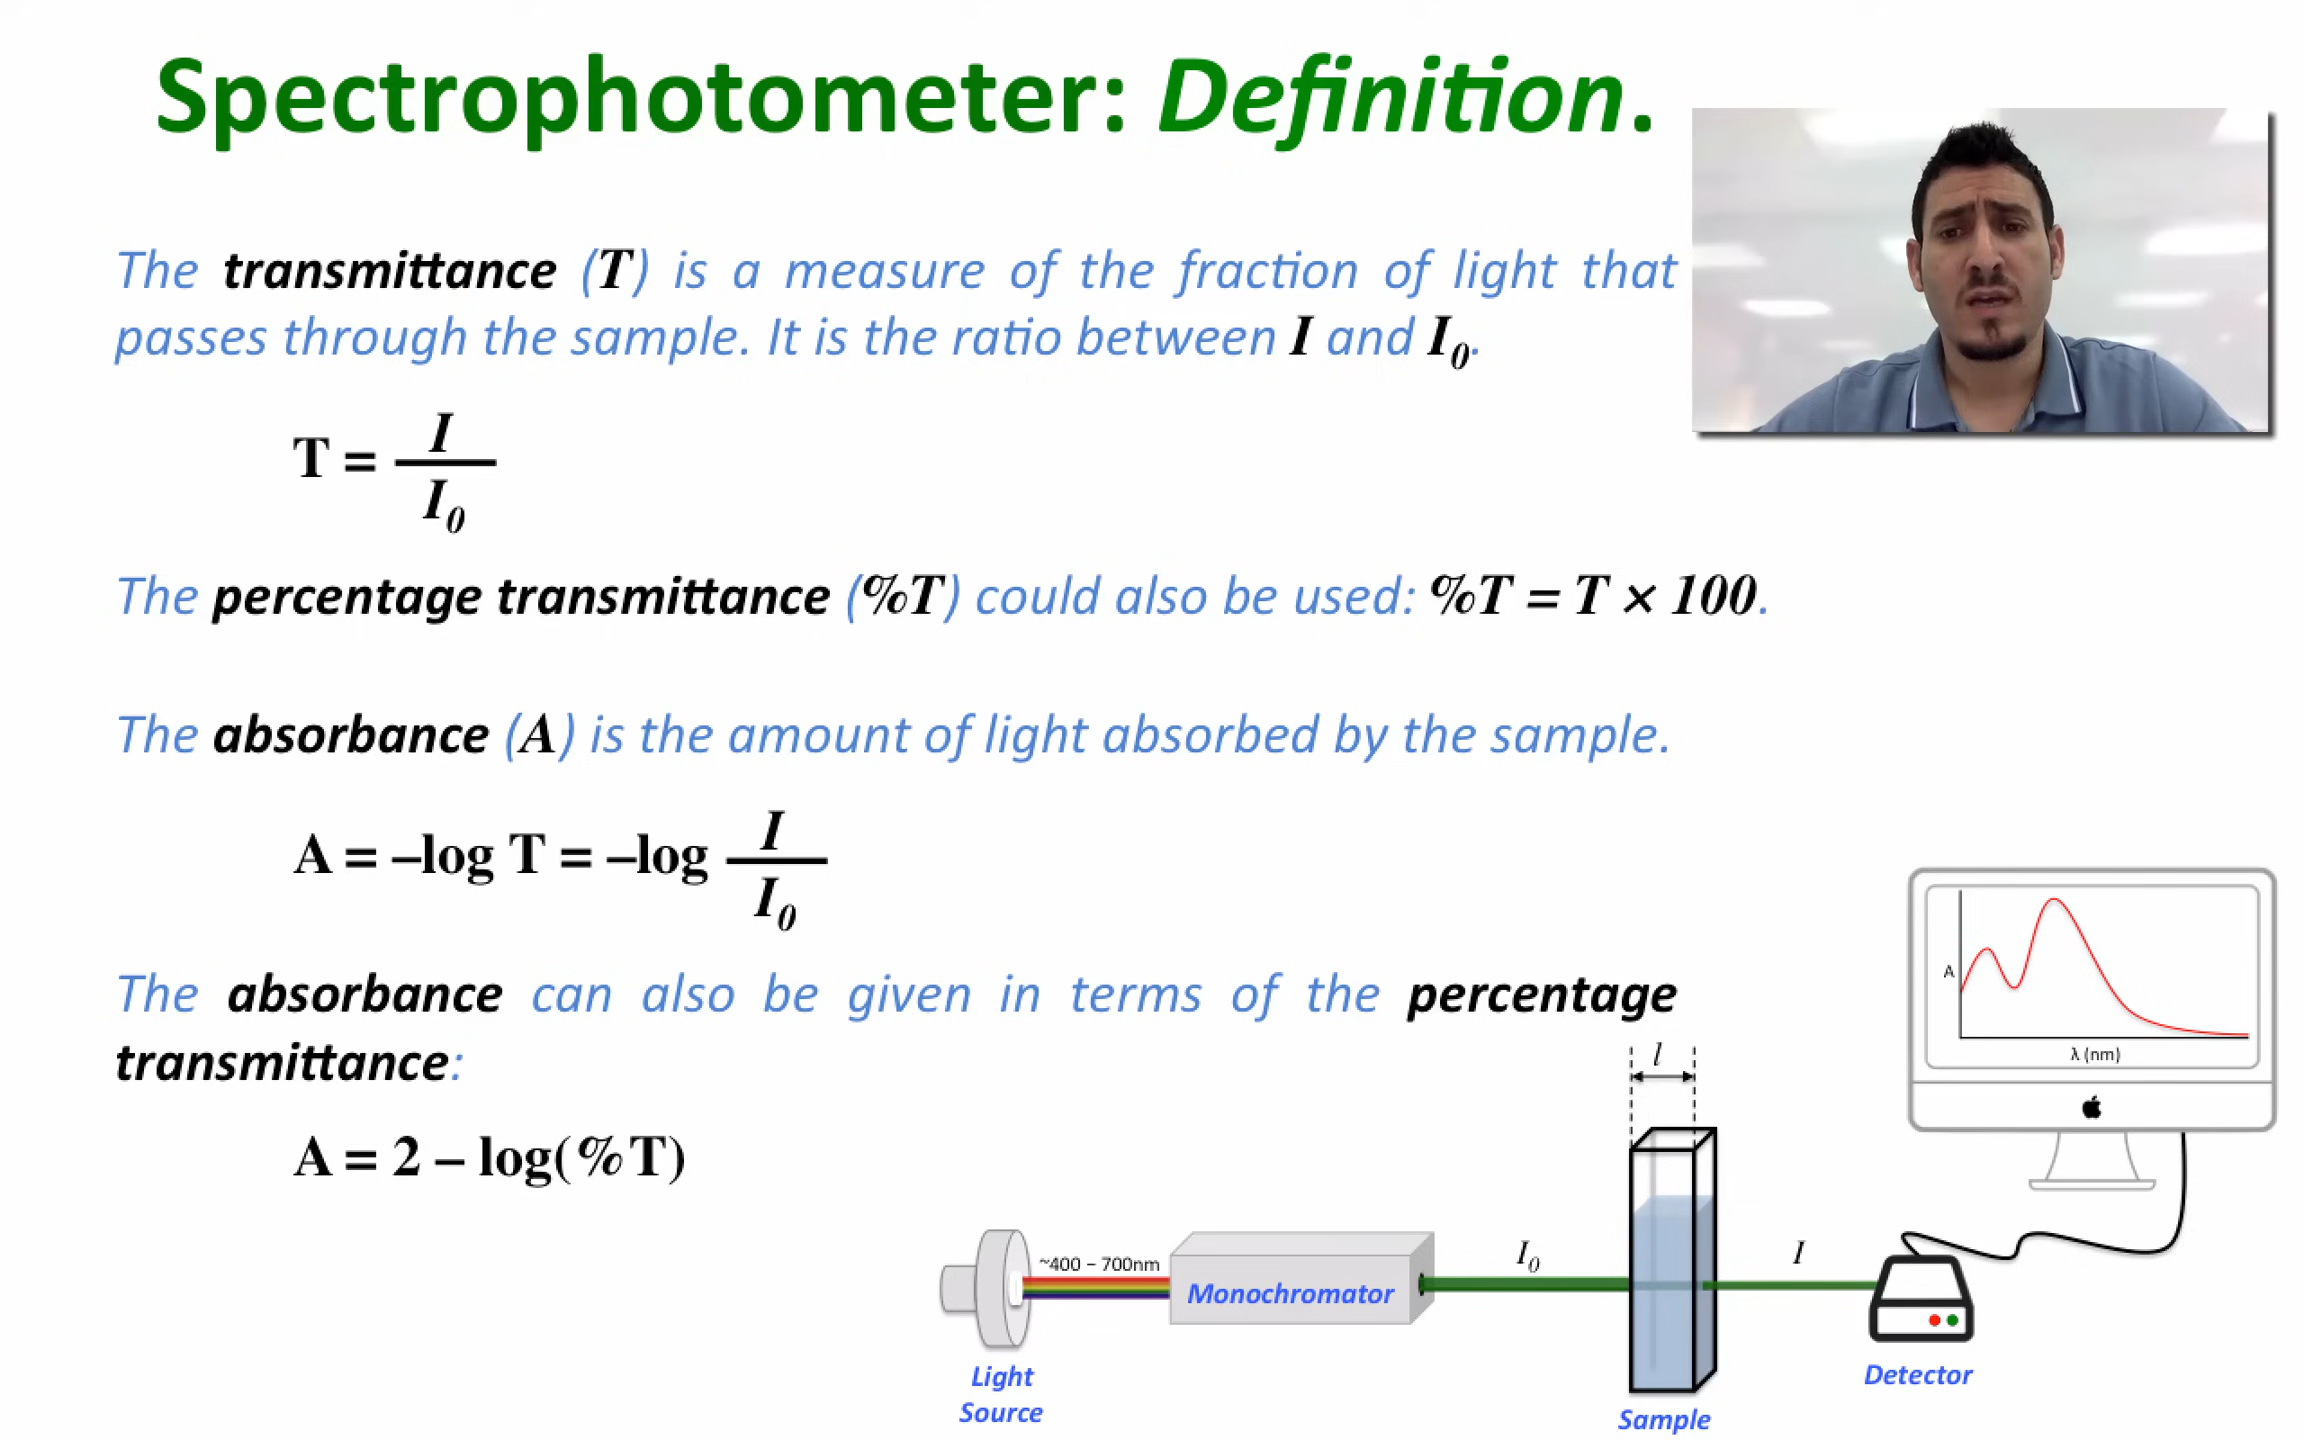 Spectrophotometer: Definition.
The transmittance (T) is a measure of the fraction of light that
passes through the sample. It is the ratio between I and I₀.
T = I / I₀
The percentage transmittance (%T) could also be used: %T = T × 100.
The absorbance (A) is the amount of light absorbed by the sample.
A = –log T = –log I / I₀
The absorbance can also be given in terms of the percentage
transmittance:
A = 2 – log(%T)
A
λ (nm)
l
~400 – 700nm
Monochromator
I₀
I
Light
Source
Sample
Detector